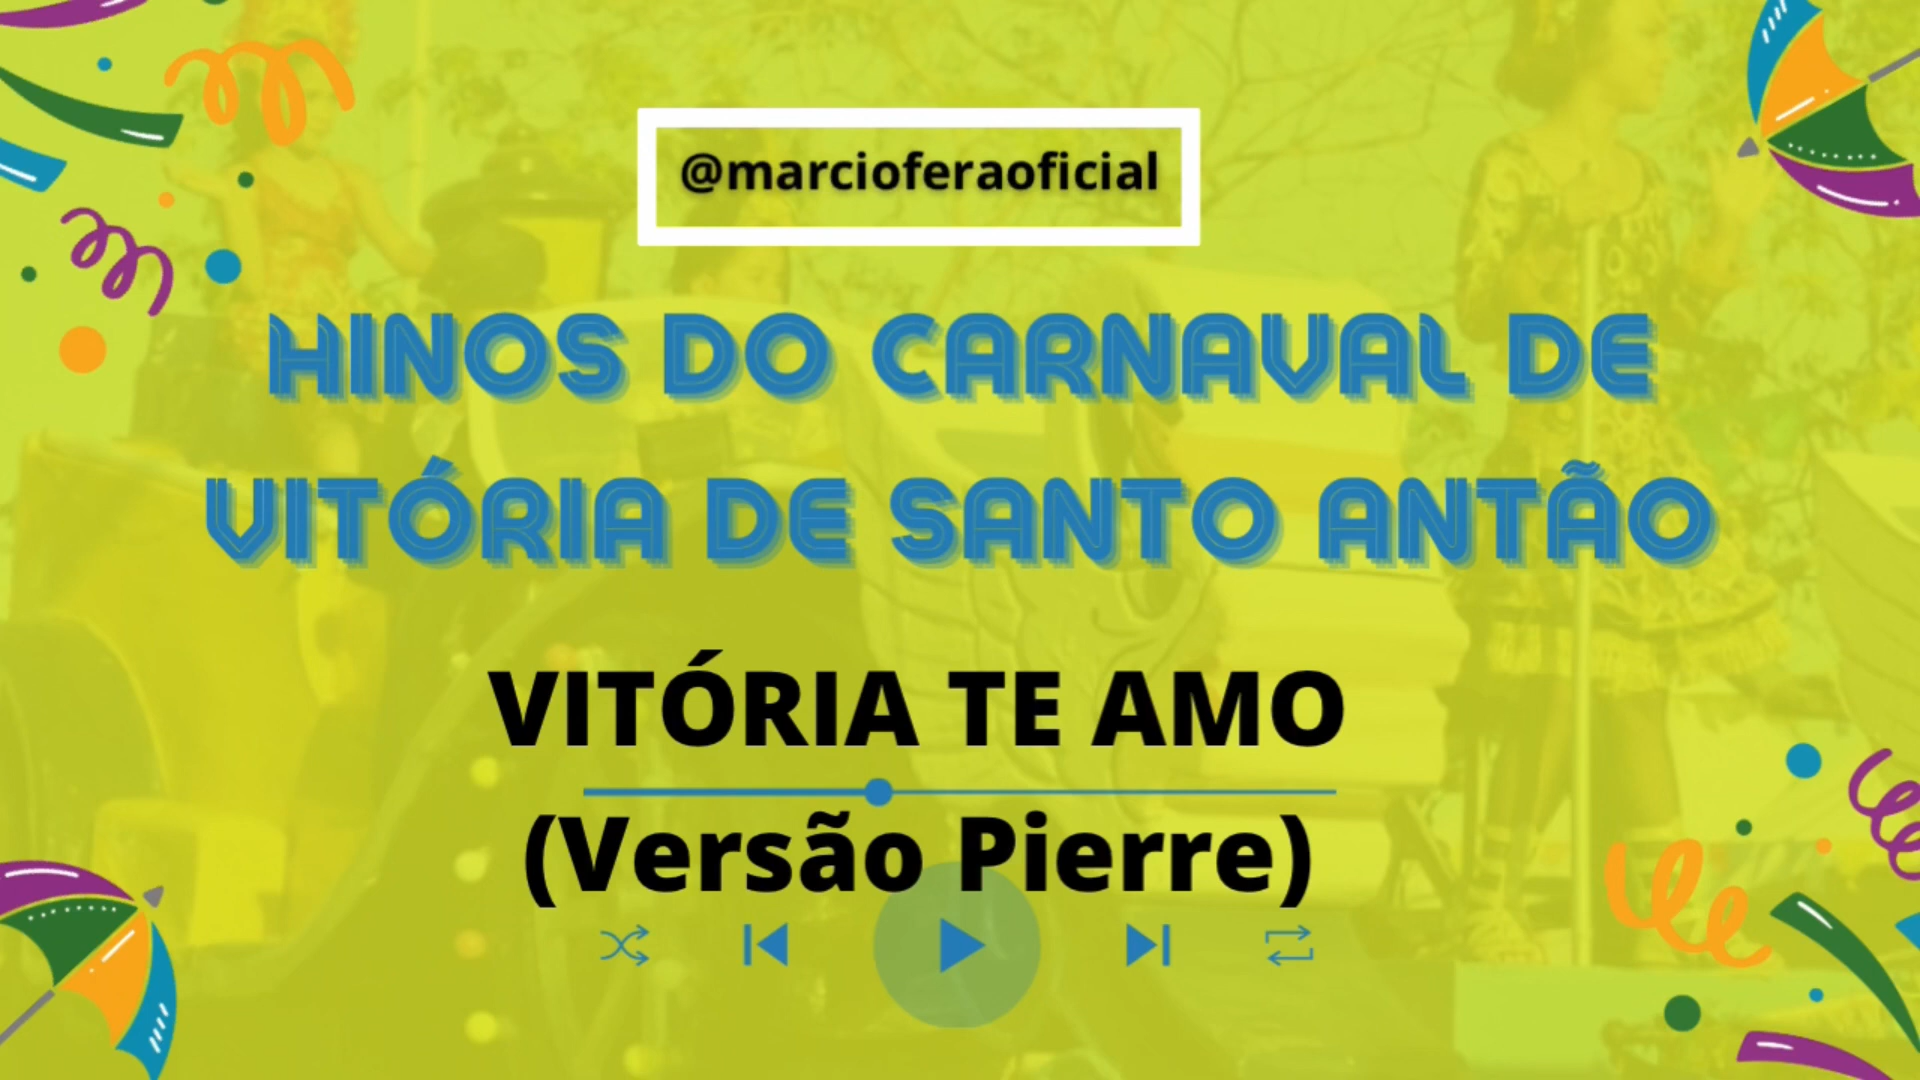 @marcioferaoficial
HINOS DO CARNAVAL DE
VITÓRIA DE SANTO ANTÃO
VITÓRIA TE AMO
(Versão Pierre)